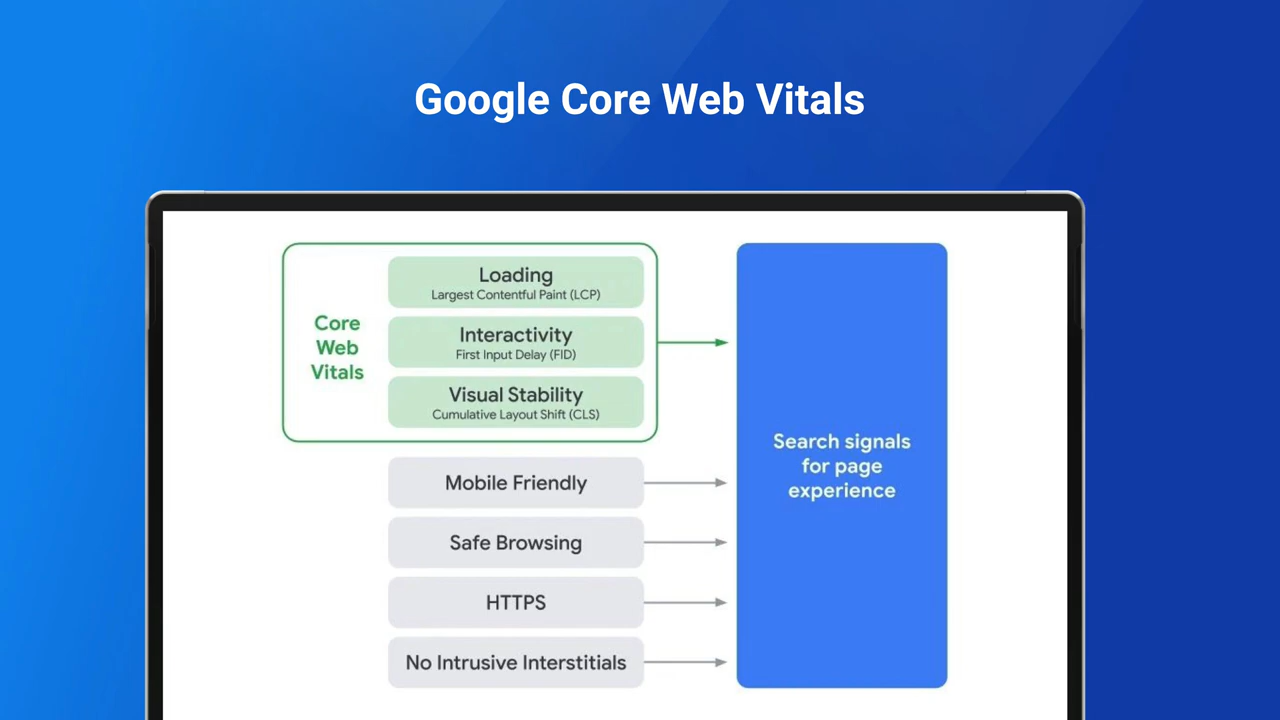 Google Core Web Vitals
Core
Web
Vitals
Loading
Largest Contentful Paint (LCP)
Interactivity
First Input Delay (FID)
Visual Stability
Cumulative Layout Shift (CLS)
Mobile Friendly
Safe Browsing
HTTPS
No Intrusive Interstitials
Search signals
for page
experience